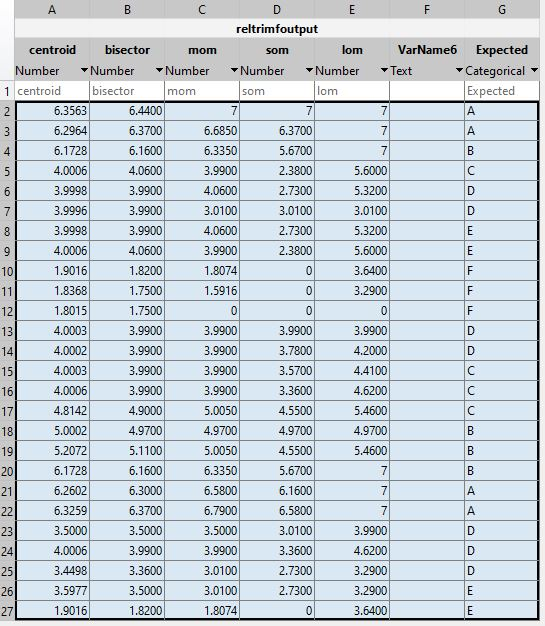 A B C D E F G
reltrimfoutput
centroid bisector mom som lom VarName6 Expected
Number Number Number Number Number Text Categorical
1 centroid bisector mom som lom Expected
2 6.3563 6.4400 7 7 7 A
3 6.2964 6.3700 6.6850 6.3700 7 A
4 6.1728 6.1600 6.3350 5.6700 7 B
5 4.0006 4.0600 3.9900 2.3800 5.6000 C
6 3.9998 3.9900 4.0600 2.7300 5.3200 D
7 3.9996 3.9900 3.0100 3.0100 3.0100 D
8 3.9998 3.9900 4.0600 2.7300 5.3200 E
9 4.0006 4.0600 3.9900 2.3800 5.6000 E
10 1.9016 1.8200 1.8074 0 3.6400 F
11 1.8368 1.7500 1.5916 0 3.2900 F
12 1.8015 1.7500 0 0 0 F
13 4.0003 3.9900 3.9900 3.9900 3.9900 D
14 4.0002 3.9900 3.9900 3.7800 4.2000 D
15 4.0003 3.9900 3.9900 3.5700 4.4100 C
16 4.0006 3.9900 3.9900 3.3600 4.6200 C
17 4.8142 4.9000 5.0050 4.5500 5.4600 C
18 5.0002 4.9700 4.9700 4.9700 4.9700 B
19 5.2072 5.1100 5.0050 4.5500 5.4600 B
20 6.1728 6.1600 6.3350 5.6700 7 B
21 6.2602 6.3000 6.5800 6.1600 7 A
22 6.3259 6.3700 6.7900 6.5800 7 A
23 3.5000 3.5000 3.5000 3.0100 3.9900 D
24 4.0006 3.9900 3.9900 3.3600 4.6200 D
25 3.4498 3.3600 3.0100 2.7300 3.2900 D
26 3.5977 3.5000 3.0100 2.7300 3.2900 E
27 1.9016 1.8200 1.8074 0 3.6400 E